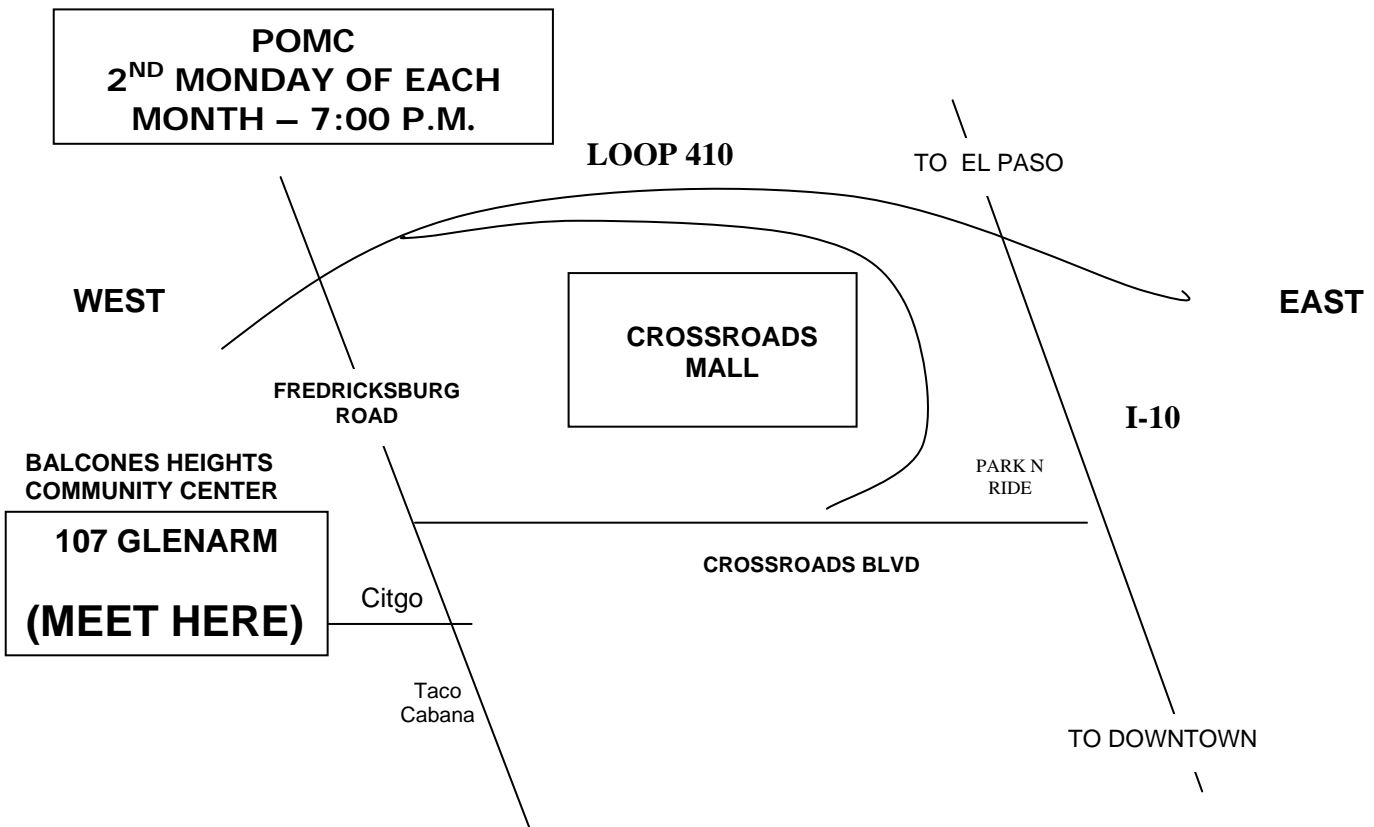 POMC
2ND MONDAY OF EACH
MONTH – 7:00 P.M.
LOOP 410
TO EL PASO
WEST
EAST
CROSSROADS
MALL
FREDRICKSBURG
ROAD
I-10
BALCONES HEIGHTS
COMMUNITY CENTER
PARK N
RIDE
107 GLENARM
(MEET HERE)
CROSSROADS BLVD
Citgo
Taco
Cabana
TO DOWNTOWN